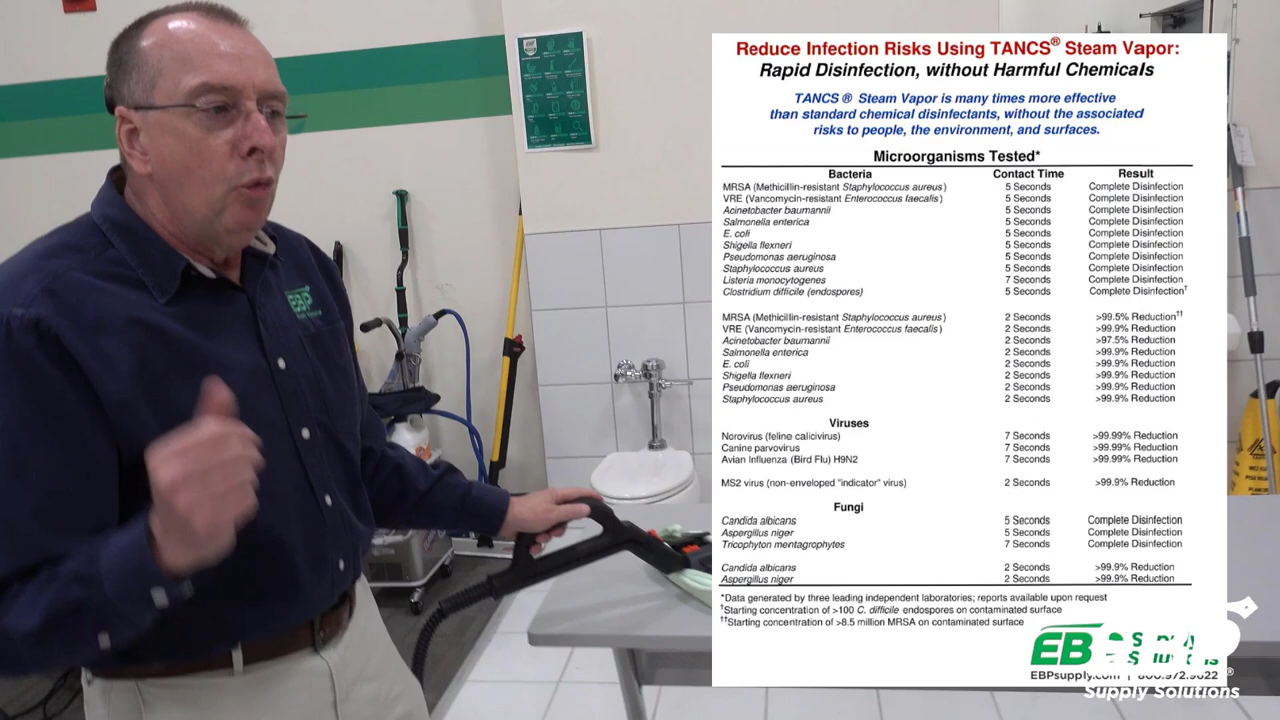 Reduce Infection Risks Using TANCS® Steam Vapor:
Rapid Disinfection, without Harmful Chemicals
TANCS ® Steam Vapor is many times more effective
than standard chemical disinfectants, without the associated
risks to people, the environment, and surfaces.
Microorganisms Tested*
Bacteria Contact Time Result
MRSA (Methicillin-resistant Staphylococcus aureus) 5 Seconds Complete Disinfection
VRE (Vancomycin-resistant Enterococcus faecalis) 5 Seconds Complete Disinfection
Acinetobacter baumannii 5 Seconds Complete Disinfection
Salmonella enterica 5 Seconds Complete Disinfection
E. coli 5 Seconds Complete Disinfection
Shigella flexneri 5 Seconds Complete Disinfection
Pseudomonas aeruginosa 5 Seconds Complete Disinfection
Staphylococcus aureus 5 Seconds Complete Disinfection
Listeria monocytogenes 7 Seconds Complete Disinfection
Clostridium difficile (endospores) 5 Seconds Complete Disinfection†
MRSA (Methicillin-resistant Staphylococcus aureus) 2 Seconds >99.5% Reduction††
VRE (Vancomycin-resistant Enterococcus faecalis) 2 Seconds >99.9% Reduction
Acinetobacter baumannii 2 Seconds >97.5% Reduction
Salmonella enterica 2 Seconds >99.9% Reduction
E. coli 2 Seconds >99.9% Reduction
Shigella flexneri 2 Seconds >99.9% Reduction
Pseudomonas aeruginosa 2 Seconds >99.9% Reduction
Staphylococcus aureus 2 Seconds >99.9% Reduction
Viruses
Norovirus (feline calicivirus) 7 Seconds >99.99% Reduction
Canine parvovirus 7 Seconds >99.99% Reduction
Avian Influenza (Bird Flu) H9N2 7 Seconds >99.99% Reduction
MS2 virus (non-enveloped "indicator" virus) 2 Seconds >99.9% Reduction
Fungi
Candida albicans 5 Seconds Complete Disinfection
Aspergillus niger 5 Seconds Complete Disinfection
Tricophyton mentagrophytes 7 Seconds Complete Disinfection
Candida albicans 2 Seconds >99.9% Reduction
Aspergillus niger 2 Seconds >99.9% Reduction
*Data generated by three leading independent laboratories; reports available upon request
†Starting concentration of >100 C. difficile endospores on contaminated surface
††Starting concentration of >8.5 million MRSA on contaminated surface
EBP
Supply Solutions